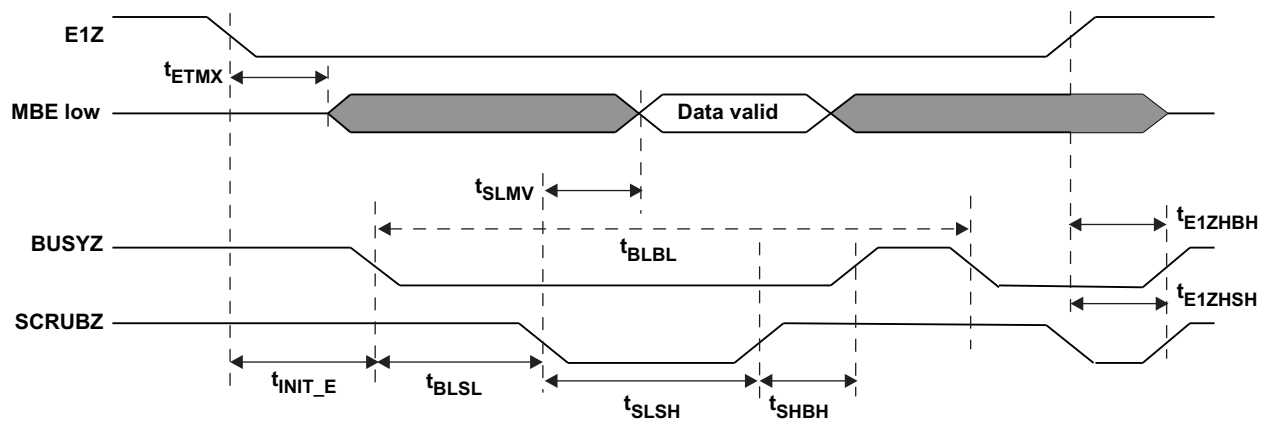 E1Z
tETMX
MBE low
Data valid
tSLMV
tE1ZHBH
BUSYZ
tBLBL
tE1ZHSH
SCRUBZ
tINIT_E
tBLSL
tSLSH
tSHBH